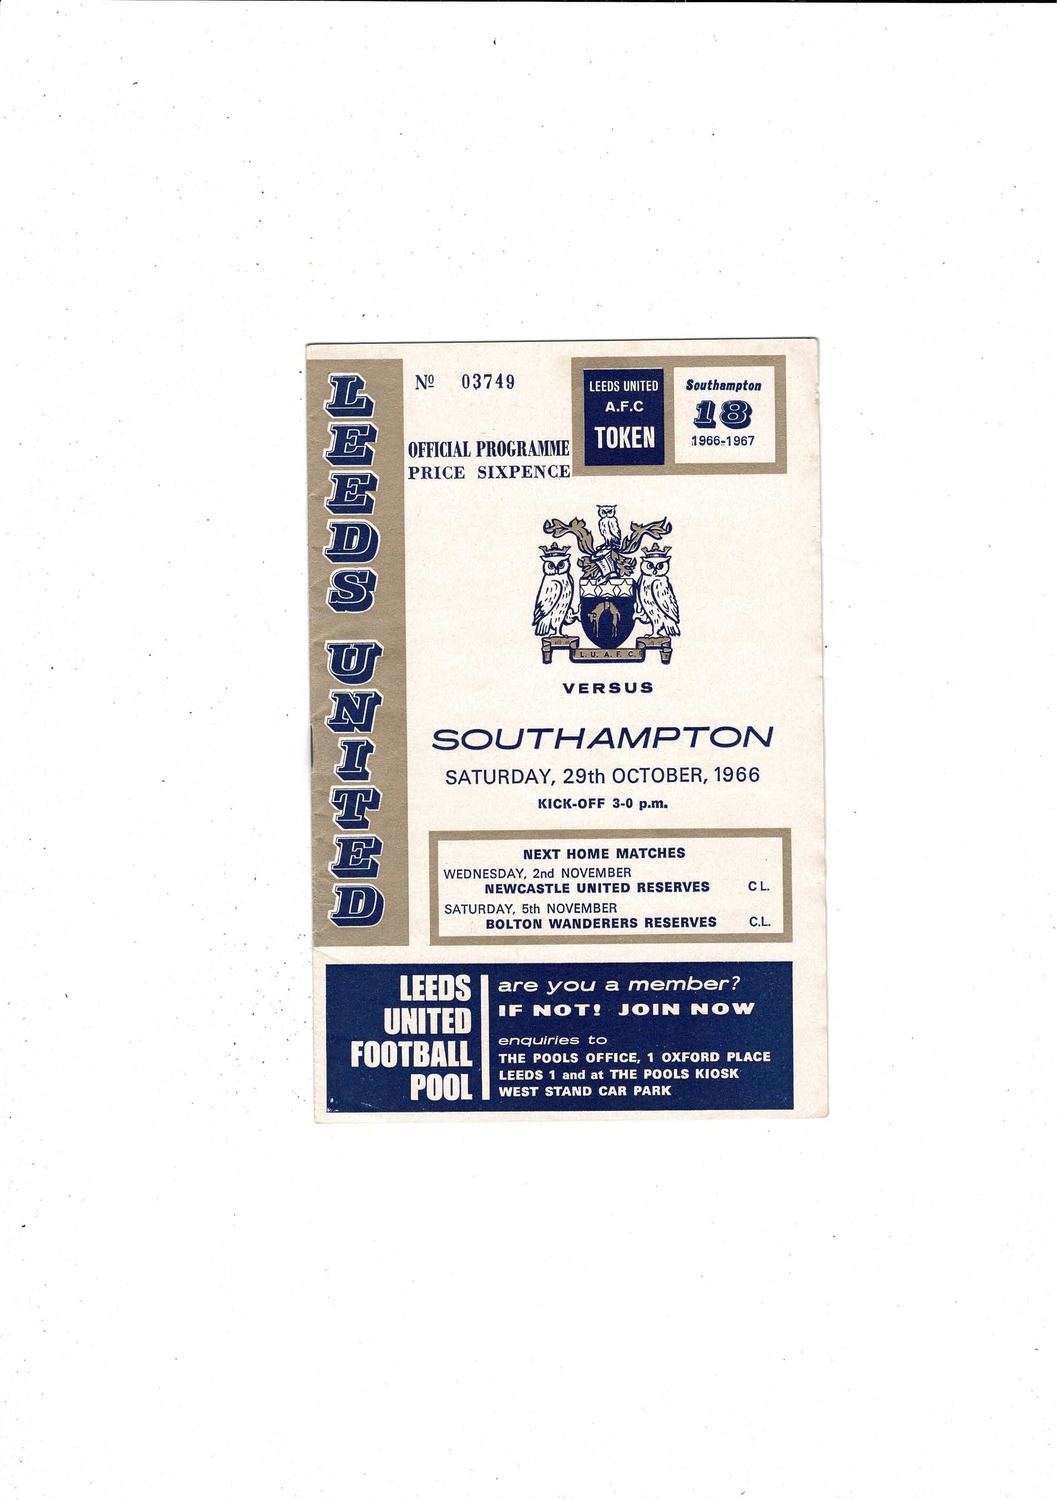 LEEDS UNITED
Nº 03749
OFFICIAL PROGRAMME
PRICE SIXPENCE
LEEDS UNITED
A.F.C
TOKEN
Southampton
18
1966-1967
L. U. A. F. C.
VERSUS
SOUTHAMPTON
SATURDAY, 29th OCTOBER, 1966
KICK-OFF 3-0 p.m.
NEXT HOME MATCHES
WEDNESDAY, 2nd NOVEMBER
NEWCASTLE UNITED RESERVES C L.
SATURDAY, 5th NOVEMBER
BOLTON WANDERERS RESERVES C.L.
LEEDS
UNITED
FOOTBALL
POOL
are you a member?
IF NOT! JOIN NOW
enquiries to
THE POOLS OFFICE, 1 OXFORD PLACE
LEEDS 1 and at THE POOLS KIOSK
WEST STAND CAR PARK